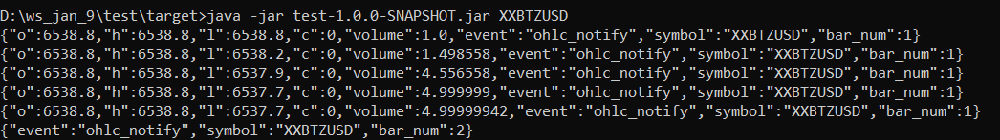 D:\ws_jan_9\test\target>java -jar test-1.0.0-SNAPSHOT.jar XXBTZUSD
{"o":6538.8,"h":6538.8,"l":6538.8,"c":0,"volume":1.0,"event":"ohlc_notify","symbol":"XXBTZUSD","bar_num":1}
{"o":6538.8,"h":6538.8,"l":6538.2,"c":0,"volume":1.498558,"event":"ohlc_notify","symbol":"XXBTZUSD","bar_num":1}
{"o":6538.8,"h":6538.8,"l":6537.9,"c":0,"volume":4.556558,"event":"ohlc_notify","symbol":"XXBTZUSD","bar_num":1}
{"o":6538.8,"h":6538.8,"l":6537.7,"c":0,"volume":4.999999,"event":"ohlc_notify","symbol":"XXBTZUSD","bar_num":1}
{"o":6538.8,"h":6538.8,"l":6537.7,"c":0,"volume":4.99999942,"event":"ohlc_notify","symbol":"XXBTZUSD","bar_num":1}
{"event":"ohlc_notify","symbol":"XXBTZUSD","bar_num":2}